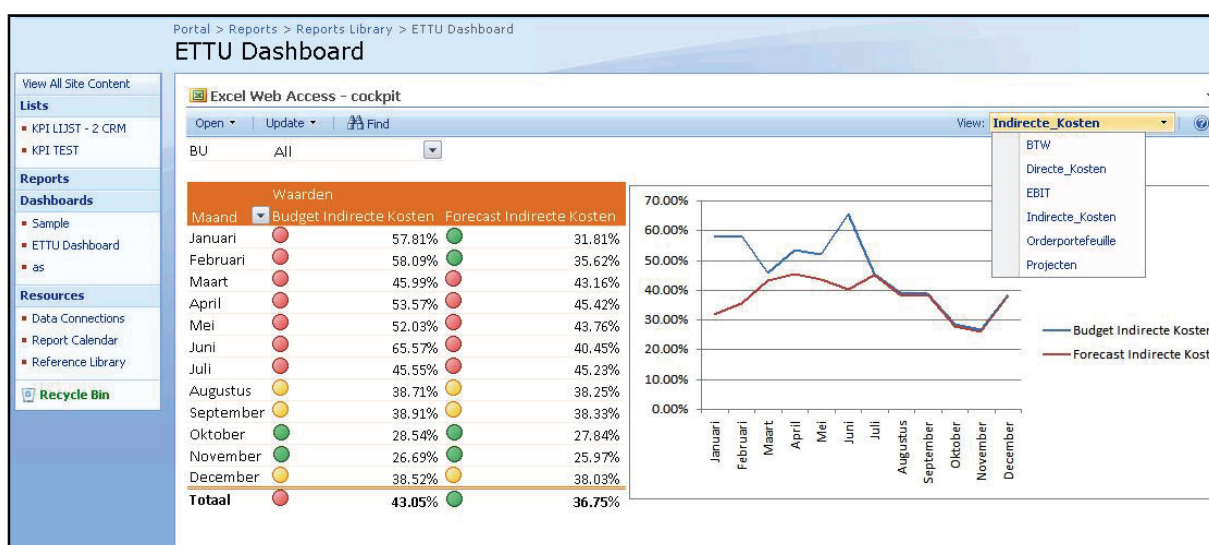 Portal > Reports > Reports Library > ETTU Dashboard
ETTU Dashboard
View All Site Content
Lists
KPI LIJST - 2 CRM
KPI TEST
Reports
Dashboards
Sample
ETTU Dashboard
as
Resources
Data Connections
Report Calendar
Reference Library
Recycle Bin
Excel Web Access - cockpit
Open Update Find View: Indirecte_Kosten
BTW
Directe_Kosten
EBIT
Indirecte_Kosten
Orderportefeuille
Projecten
BU All
Waarden
Maand Budget Indirecte Kosten Forecast Indirecte Kosten
Januari 57.81% 31.81%
Februari 58.09% 35.62%
Maart 45.99% 43.16%
April 53.57% 45.42%
Mei 52.03% 43.76%
Juni 65.57% 40.45%
Juli 45.55% 45.23%
Augustus 38.71% 38.25%
September 38.91% 38.33%
Oktober 28.54% 27.84%
November 26.69% 25.97%
December 38.52% 38.03%
Totaal 43.05% 36.75%
70.00%
60.00%
50.00%
40.00%
30.00%
20.00%
10.00%
0.00%
Januari
Februari
Maart
April
Mei
Juni
Juli
Augustus
September
Oktober
November
December
Budget Indirecte Koster
Forecast Indirecte Kost